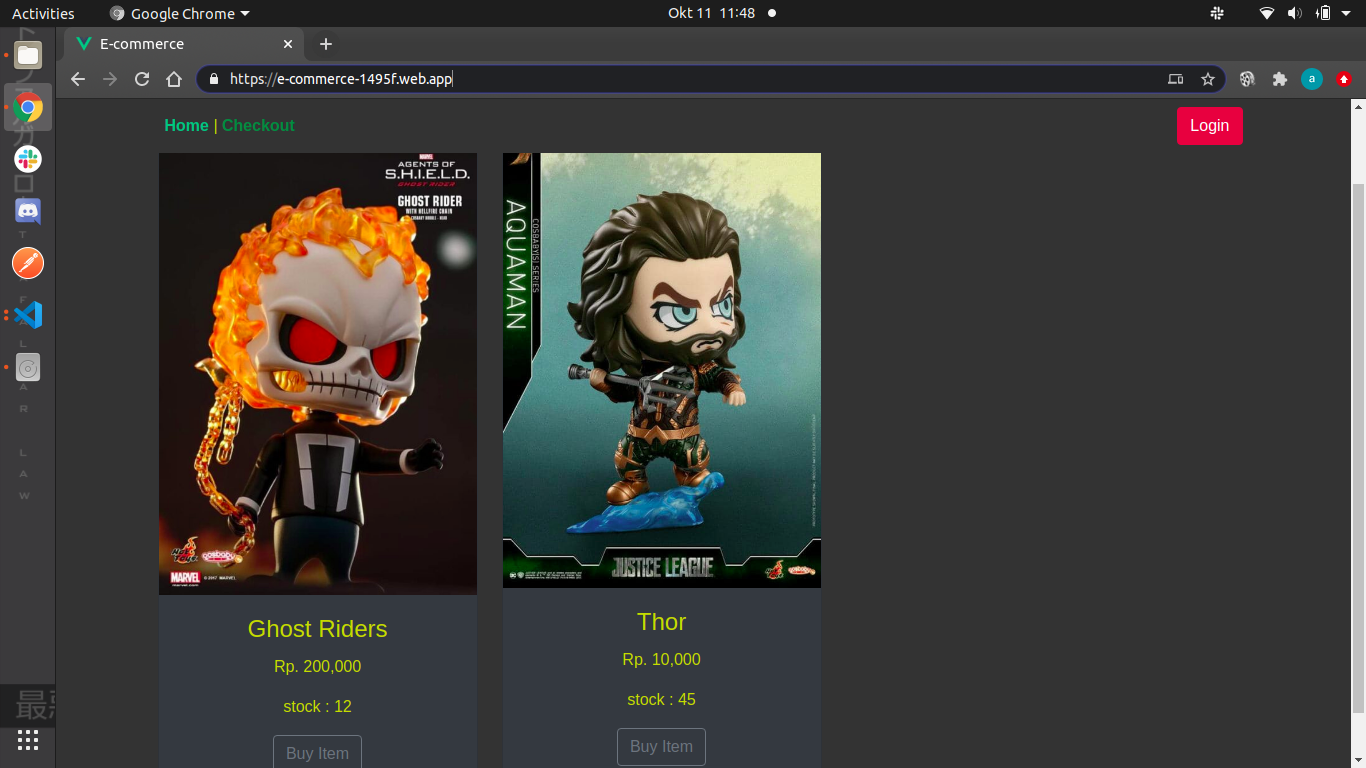 Activities
Google Chrome
Okt 11 11:48
E-commerce
https://e-commerce-1495f.web.app
a
Home | Checkout
Login
MARVEL
AGENTS OF
S.H.I.E.L.D.
GHOST RIDER
GHOST RIDER
WITH HELLFIRE CHAIN
MARVEL
© 2017 MARVEL
AQUAMAN
COSBABY(S) SERIES
JUSTICE LEAGUE
Ghost Riders
Rp. 200,000
stock : 12
Buy Item
Thor
Rp. 10,000
stock : 45
Buy Item
L
A
R
L
A
W